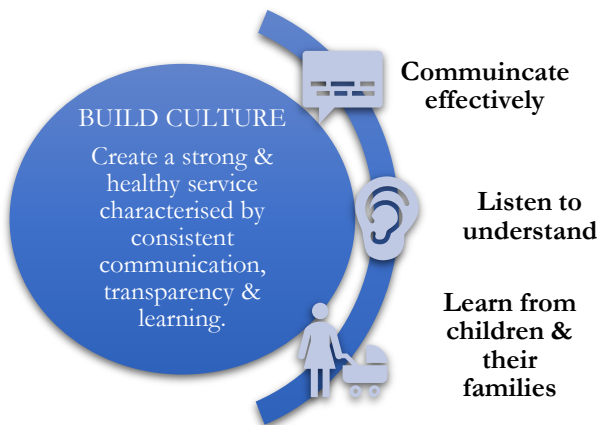 BUILD CULTURE
Create a strong &
healthy service
characterised by
consistent
communication,
transparency &
learning.
Commuincate
effectively
Listen to
understand
Learn from
children &
their
families